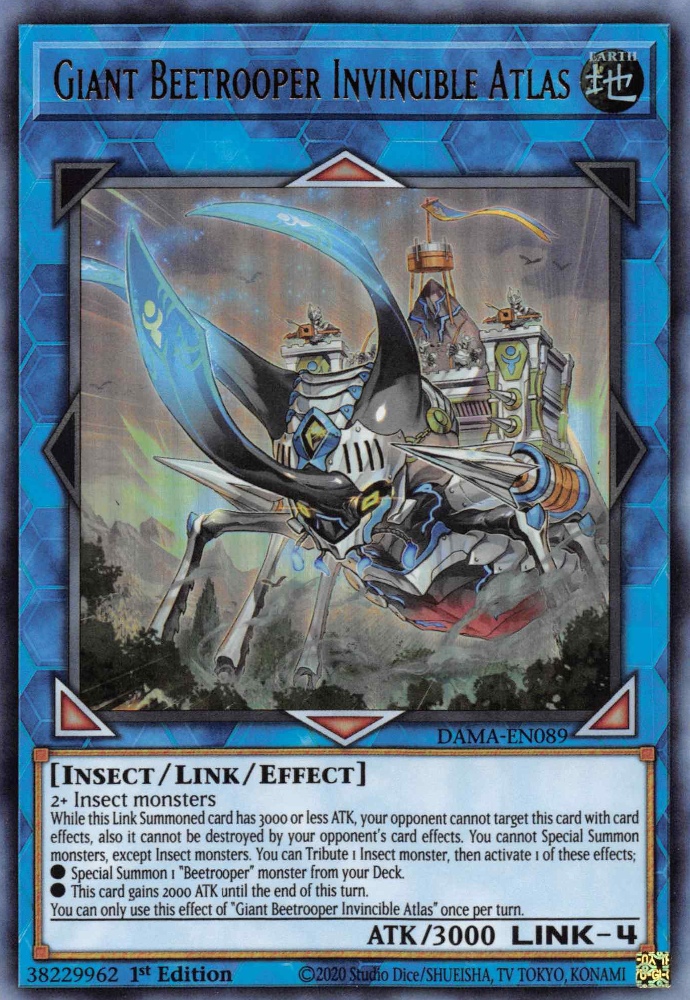 GIANT BEETROOPER INVINCIBLE ATLAS
EARTH
地
DAMA-EN089
[INSECT/LINK/EFFECT]
2+ Insect monsters
While this Link Summoned card has 3000 or less ATK, your opponent cannot target this card with card
effects, also it cannot be destroyed by your opponent's card effects. You cannot Special Summon
monsters, except Insect monsters. You can Tribute 1 Insect monster, then activate 1 of these effects;
● Special Summon 1 "Beetrooper" monster from your Deck.
● This card gains 2000 ATK until the end of this turn.
You can only use this effect of "Giant Beetrooper Invincible Atlas" once per turn.
ATK/3000 LINK-4
38229962 1st Edition ©2020 Studio Dice/SHUEISHA, TV TOKYO, KONAMI